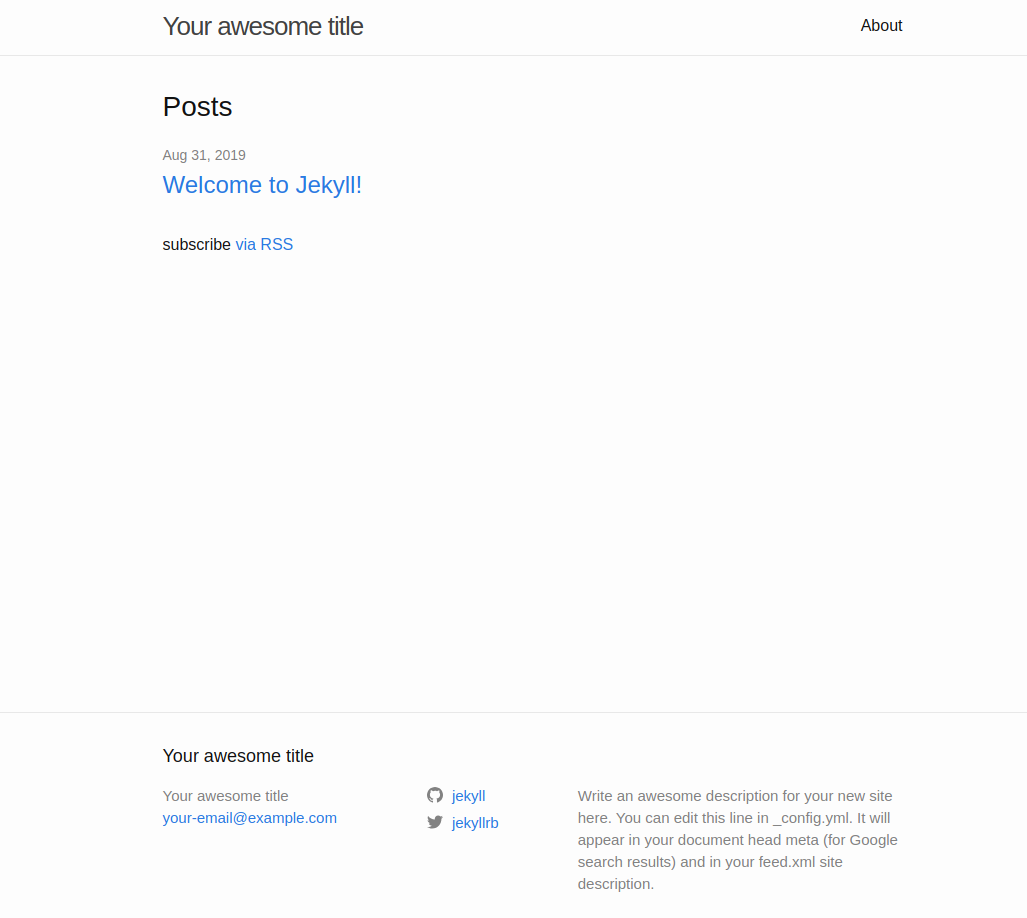 Your awesome title
About
Posts
Aug 31, 2019
Welcome to Jekyll!
subscribe via RSS
Your awesome title
Your awesome title
your-email@example.com
jekyll
jekyllrb
Write an awesome description for your new site
here. You can edit this line in _config.yml. It will
appear in your document head meta (for Google
search results) and in your feed.xml site
description.